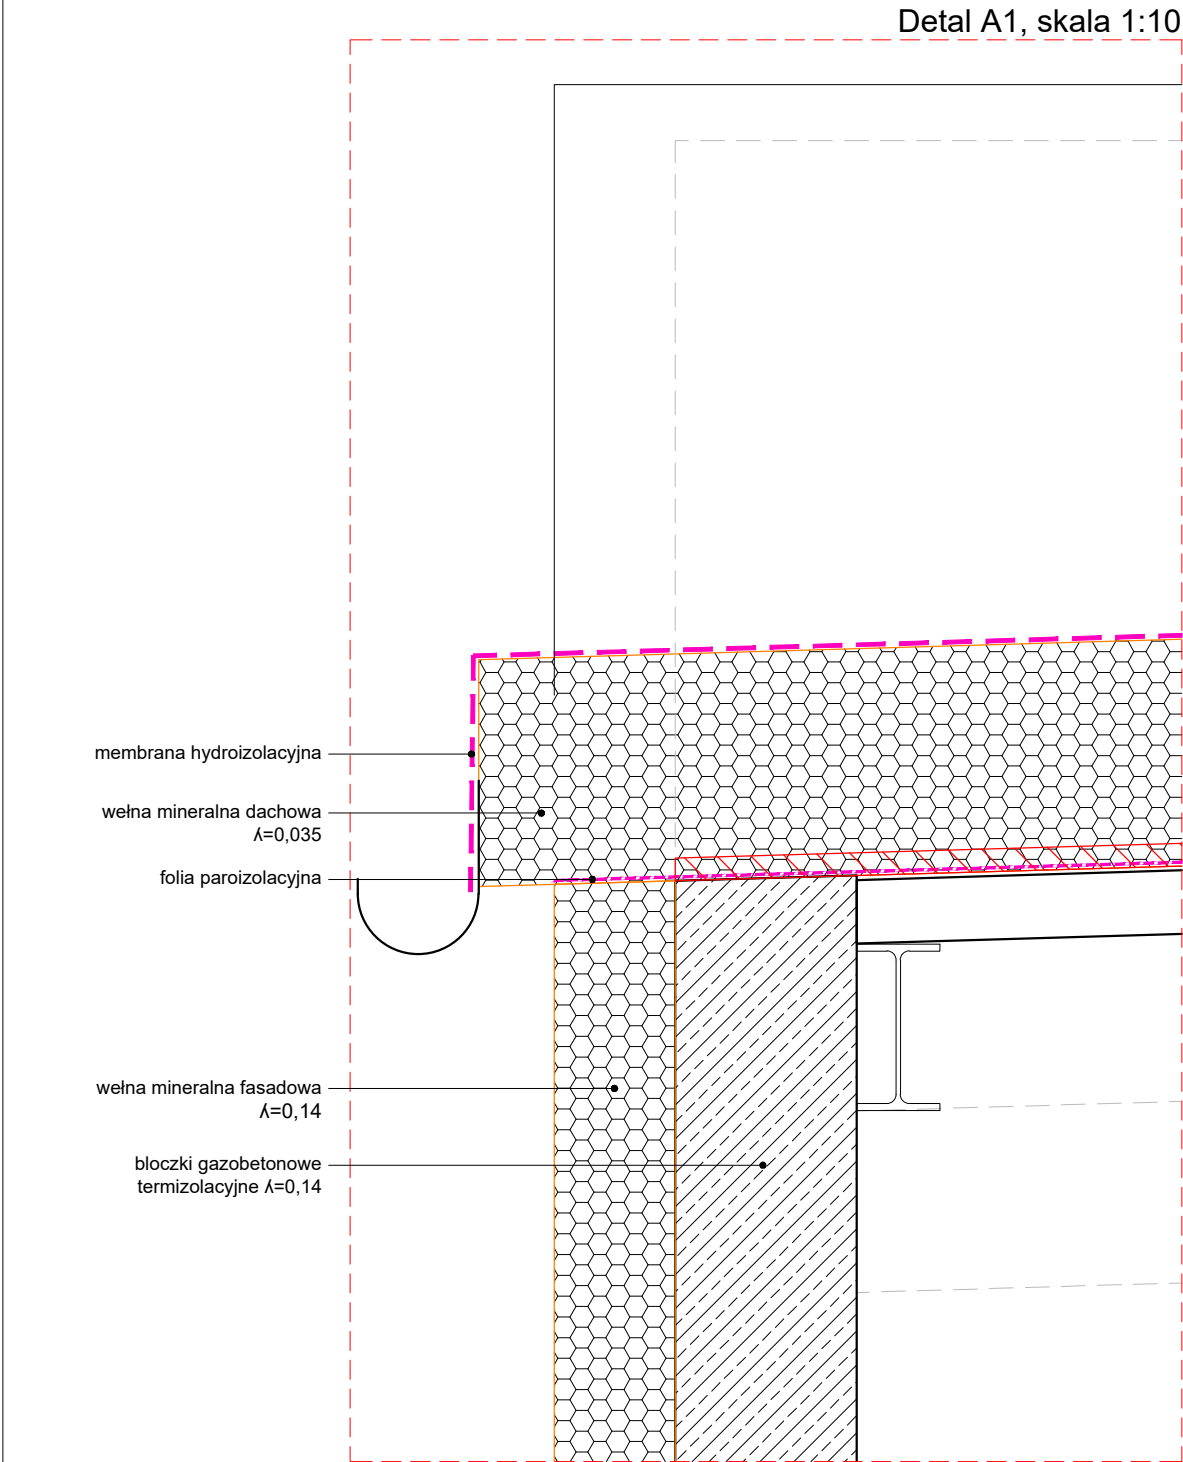 Detal A1, skala 1:10
membrana hydroizolacyjna
wełna mineralna dachowa
ʎ=0,035
folia paroizolacyjna
wełna mineralna fasadowa
ʎ=0,14
bloczki gazobetonowe
termizolacyjne ʎ=0,14